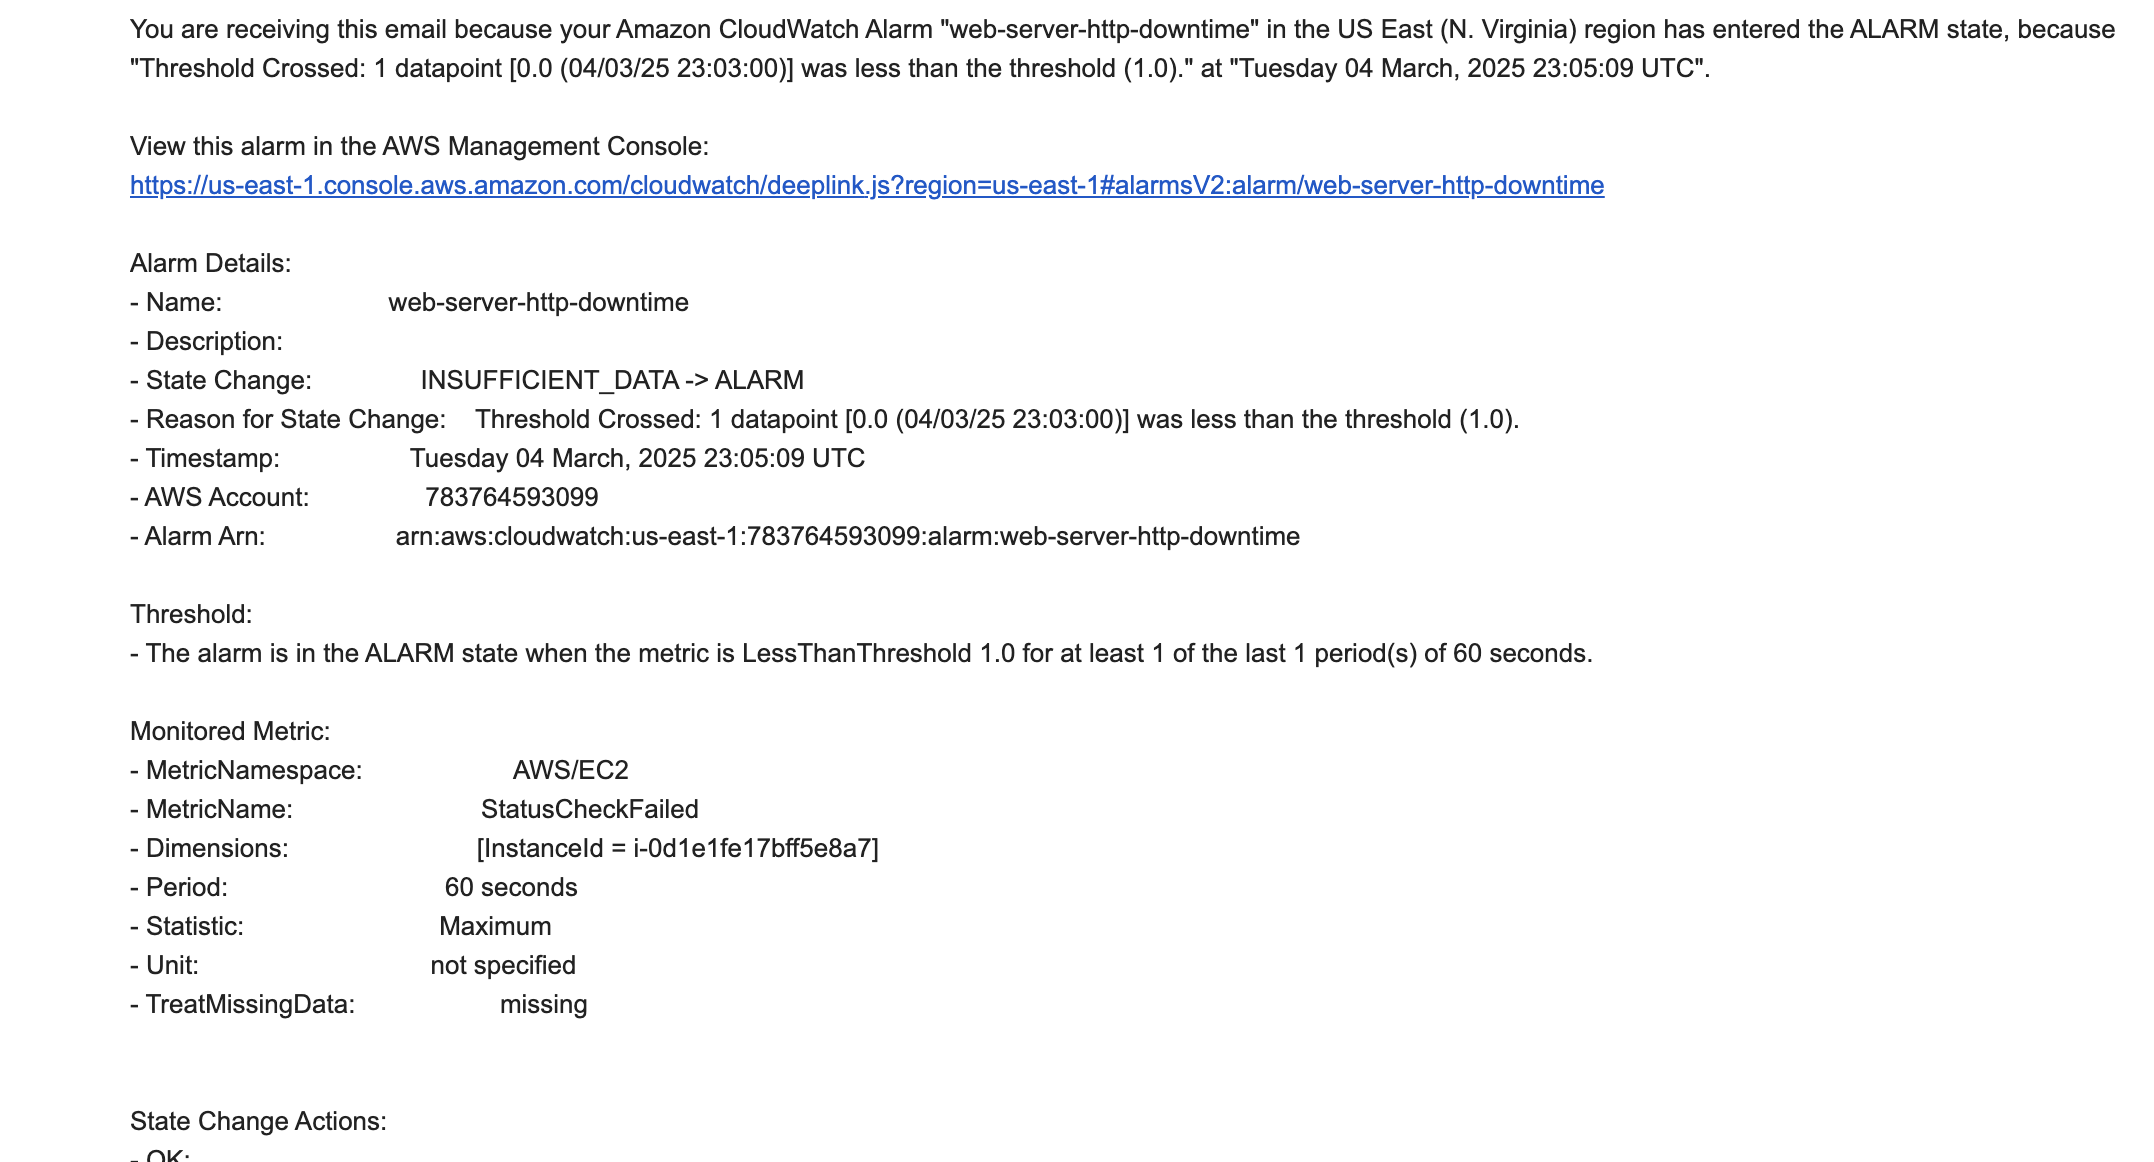 You are receiving this email because your Amazon CloudWatch Alarm "web-server-http-downtime" in the US East (N. Virginia) region has entered the ALARM state, because
"Threshold Crossed: 1 datapoint [0.0 (04/03/25 23:03:00)] was less than the threshold (1.0)." at "Tuesday 04 March, 2025 23:05:09 UTC".
View this alarm in the AWS Management Console:
https://us-east-1.console.aws.amazon.com/cloudwatch/deeplink.js?region=us-east-1#alarmsV2:alarm/web-server-http-downtime
Alarm Details:
- Name: web-server-http-downtime
- Description:
- State Change: INSUFFICIENT_DATA -> ALARM
- Reason for State Change: Threshold Crossed: 1 datapoint [0.0 (04/03/25 23:03:00)] was less than the threshold (1.0).
- Timestamp: Tuesday 04 March, 2025 23:05:09 UTC
- AWS Account: 783764593099
- Alarm Arn: arn:aws:cloudwatch:us-east-1:783764593099:alarm:web-server-http-downtime
Threshold:
- The alarm is in the ALARM state when the metric is LessThanThreshold 1.0 for at least 1 of the last 1 period(s) of 60 seconds.
Monitored Metric:
- MetricNamespace: AWS/EC2
- MetricName: StatusCheckFailed
- Dimensions: [InstanceId = i-0d1e1fe17bff5e8a7]
- Period: 60 seconds
- Statistic: Maximum
- Unit: not specified
- TreatMissingData: missing
State Change Actions:
- OK: